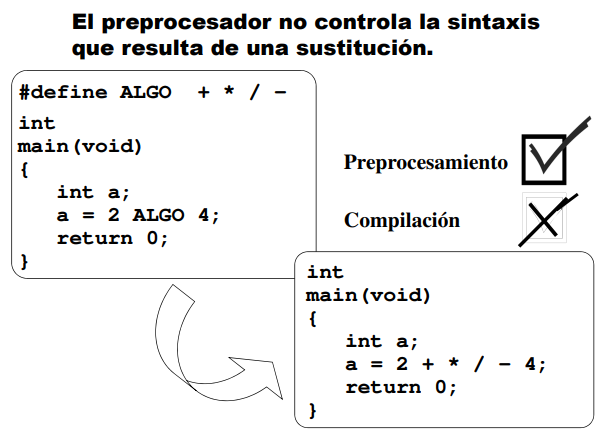 El preprocesador no controla la sintaxis
que resulta de una sustitución.
#define ALGO  + * / -
int
main(void)
{
   int a;
   a = 2 ALGO 4;
   return 0;
}
Preprocesamiento
Compilación
int
main(void)
{
   int a;
   a = 2 + * / - 4;
   return 0;
}